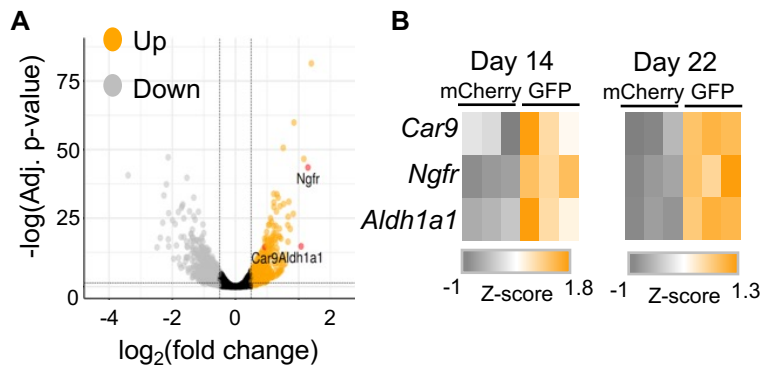 A
Up
Down
-log(Adj. p-value)
75
50
25
0
Ngfr
Car9Aldh1a1
-4
-2
0
2
log2(fold change)
B
Day 14
Day 22
mCherry GFP
mCherry GFP
Car9
Ngfr
Aldh1a1
-1
Z-score
1.8
-1
Z-score
1.3